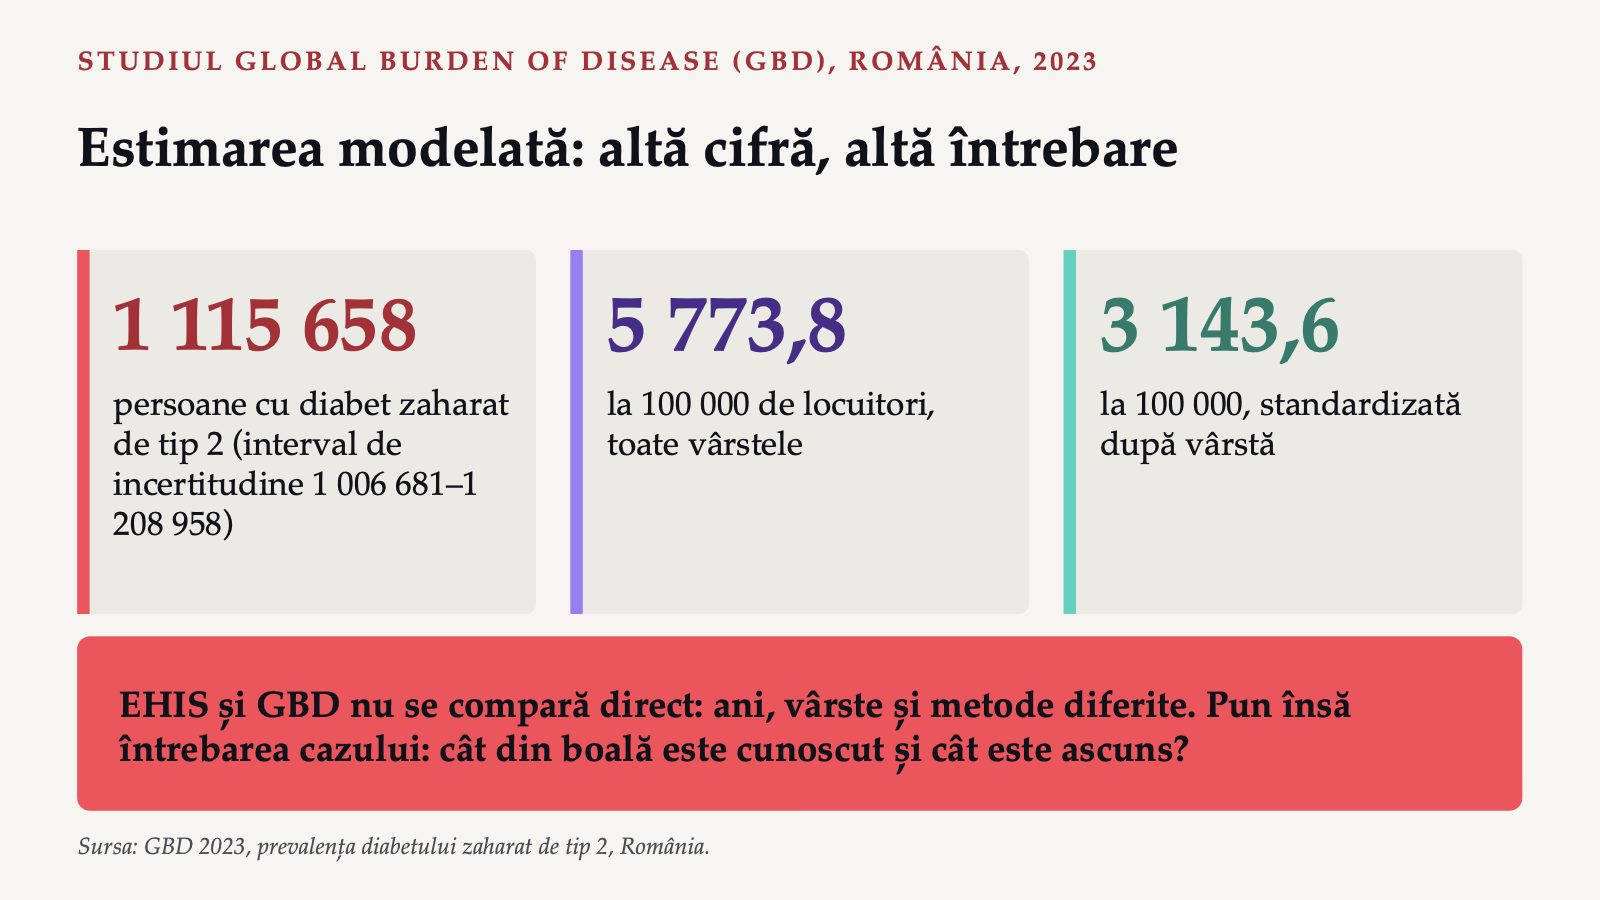 STUDIUL GLOBAL BURDEN OF DISEASE (GBD), ROMÂNIA, 2023
Estimarea modelată: altă cifră, altă întrebare
1 115 658
persoane cu diabet zaharat
de tip 2 (interval de
incertitudine 1 006 681–1
208 958)
5 773,8
la 100 000 de locuitori,
toate vârstele
3 143,6
la 100 000, standardizată
după vârstă
EHIS și GBD nu se compară direct: ani, vârste și metode diferite. Pun însă
întrebarea cazului: cât din boală este cunoscut și cât este ascuns?
Sursa: GBD 2023, prevalența diabetului zaharat de tip 2, România.